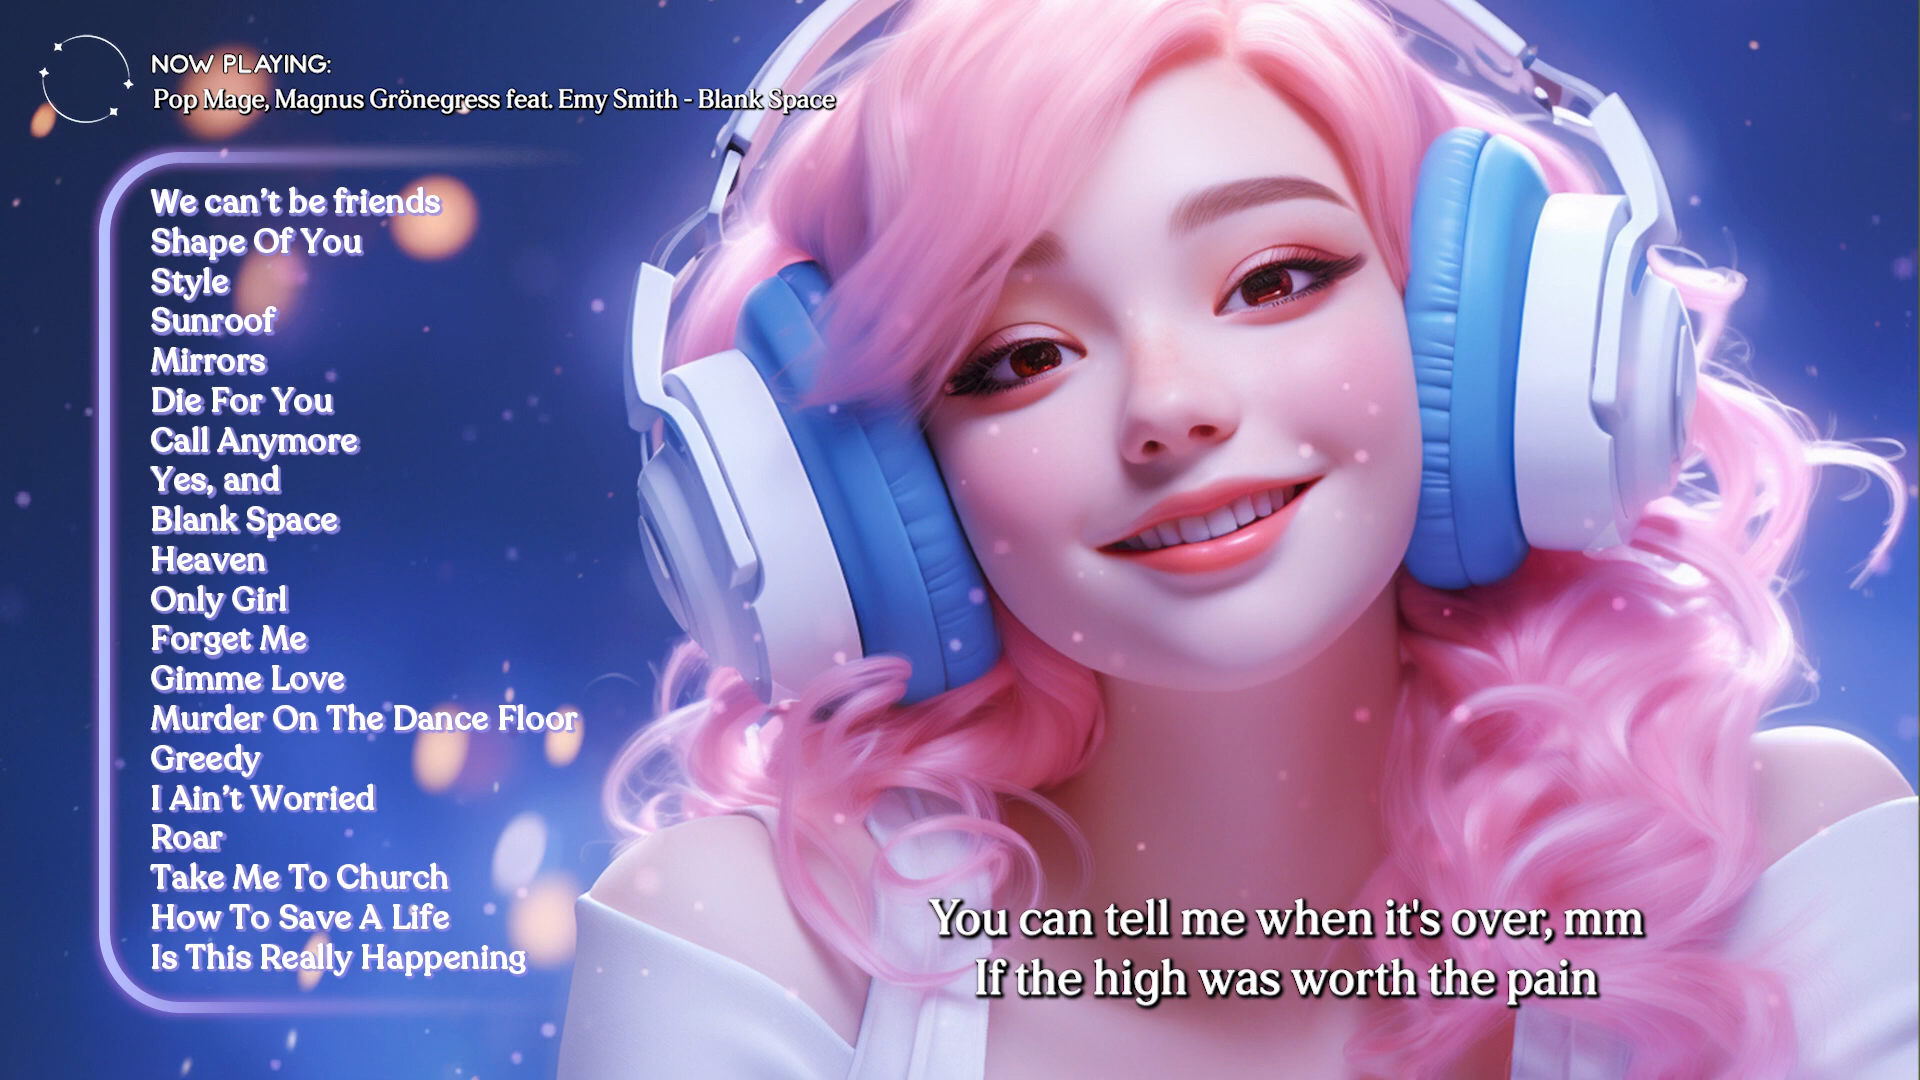 NOW PLAYING:
Pop Mage, Magnus Grönegress feat. Emy Smith - Blank Space
We can't be friends
Shape Of You
Style
Sunroof
Mirrors
Die For You
Call Anymore
Yes, and
Blank Space
Heaven
Only Girl
Forget Me
Gimme Love
Murder On The Dance Floor
Greedy
I Ain't Worried
Roar
Take Me To Church
How To Save A Life
Is This Really Happening
You can tell me when it's over, mm
If the high was worth the pain